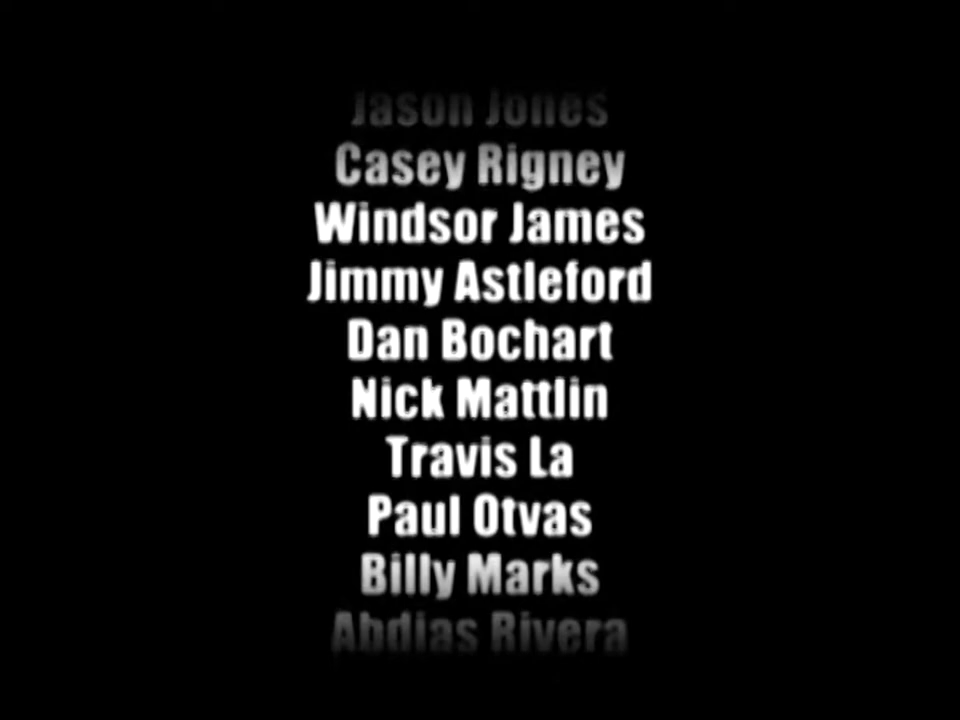 Jason Jones
Casey Rigney
Windsor James
Jimmy Astleford
Dan Bochart
Nick Mattlin
Travis La
Paul Otvas
Billy Marks
Abdias Rivera